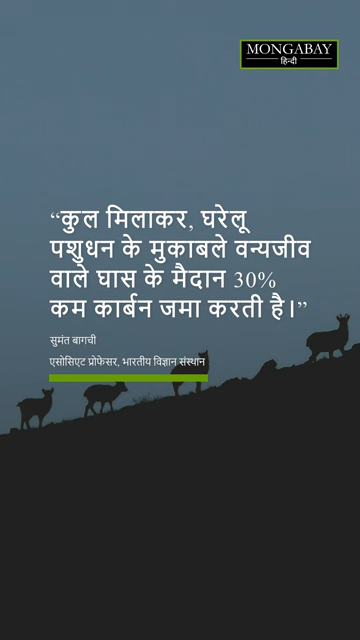 MONGABAY
हिन्दी
“कुल मिलाकर, घरेलू
पशुधन के मुकाबले वन्यजीव
वाले घास के मैदान 30%
कम कार्बन जमा करती है।”
सुमंत बागची
एसोसिएट प्रोफेसर, भारतीय विज्ञान संस्थान